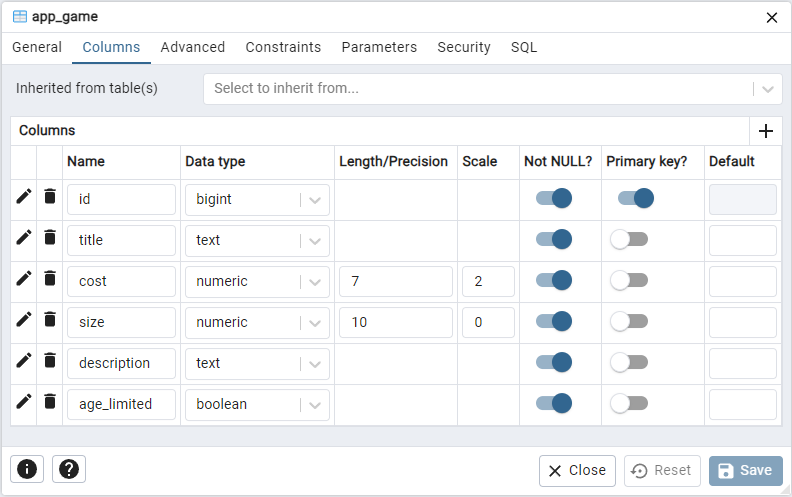 app_game
General Columns Advanced Constraints Parameters Security SQL
Inherited from table(s) Select to inherit from...
Columns
Name Data type Length/Precision Scale Not NULL? Primary key? Default
id bigint
title text
cost numeric 7 2
size numeric 10 0
description text
age_limited boolean
Close Reset Save